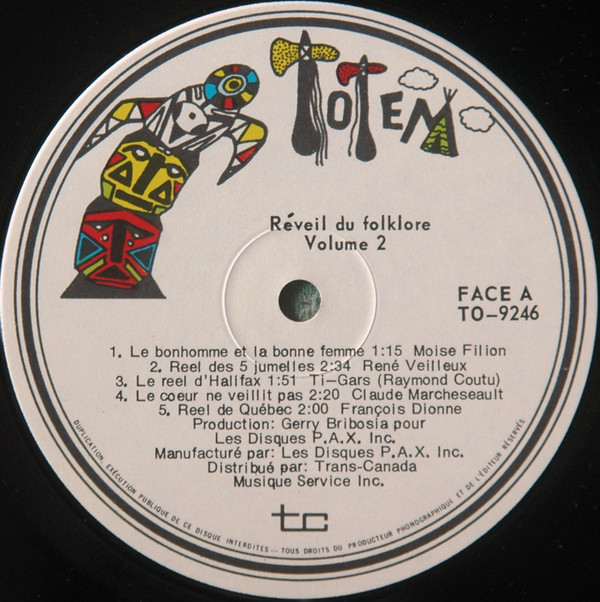 TOTEM
Réveil du folklore
Volume 2
FACE A
TO-9246
1. Le bonhomme et la bonne femme 1:15 Moise Filion
2. Reel des 5 jumelles 2:34 René Veilleux
3. Le reel d'Halifax 1:51 Ti-Gars (Raymond Coutu)
4. Le coeur ne veillit pas 2:20 Claude Marcheseault
5. Reel de Québec 2:00 François Dionne
Production: Gerry Bribosia pour
Les Disques P.A.X. Inc.
Manufacturé par: Les Disques P.A.X. Inc.
Distribué par: Trans-Canada
Musique Service Inc.
tc
DUPLICATION, EXÉCUTION PUBLIQUE DE CE DISQUE INTERDITES — TOUS DROITS DU PRODUCTEUR PHONOGRAPHIQUE ET DE L'ÉDITEUR RÉSERVÉS